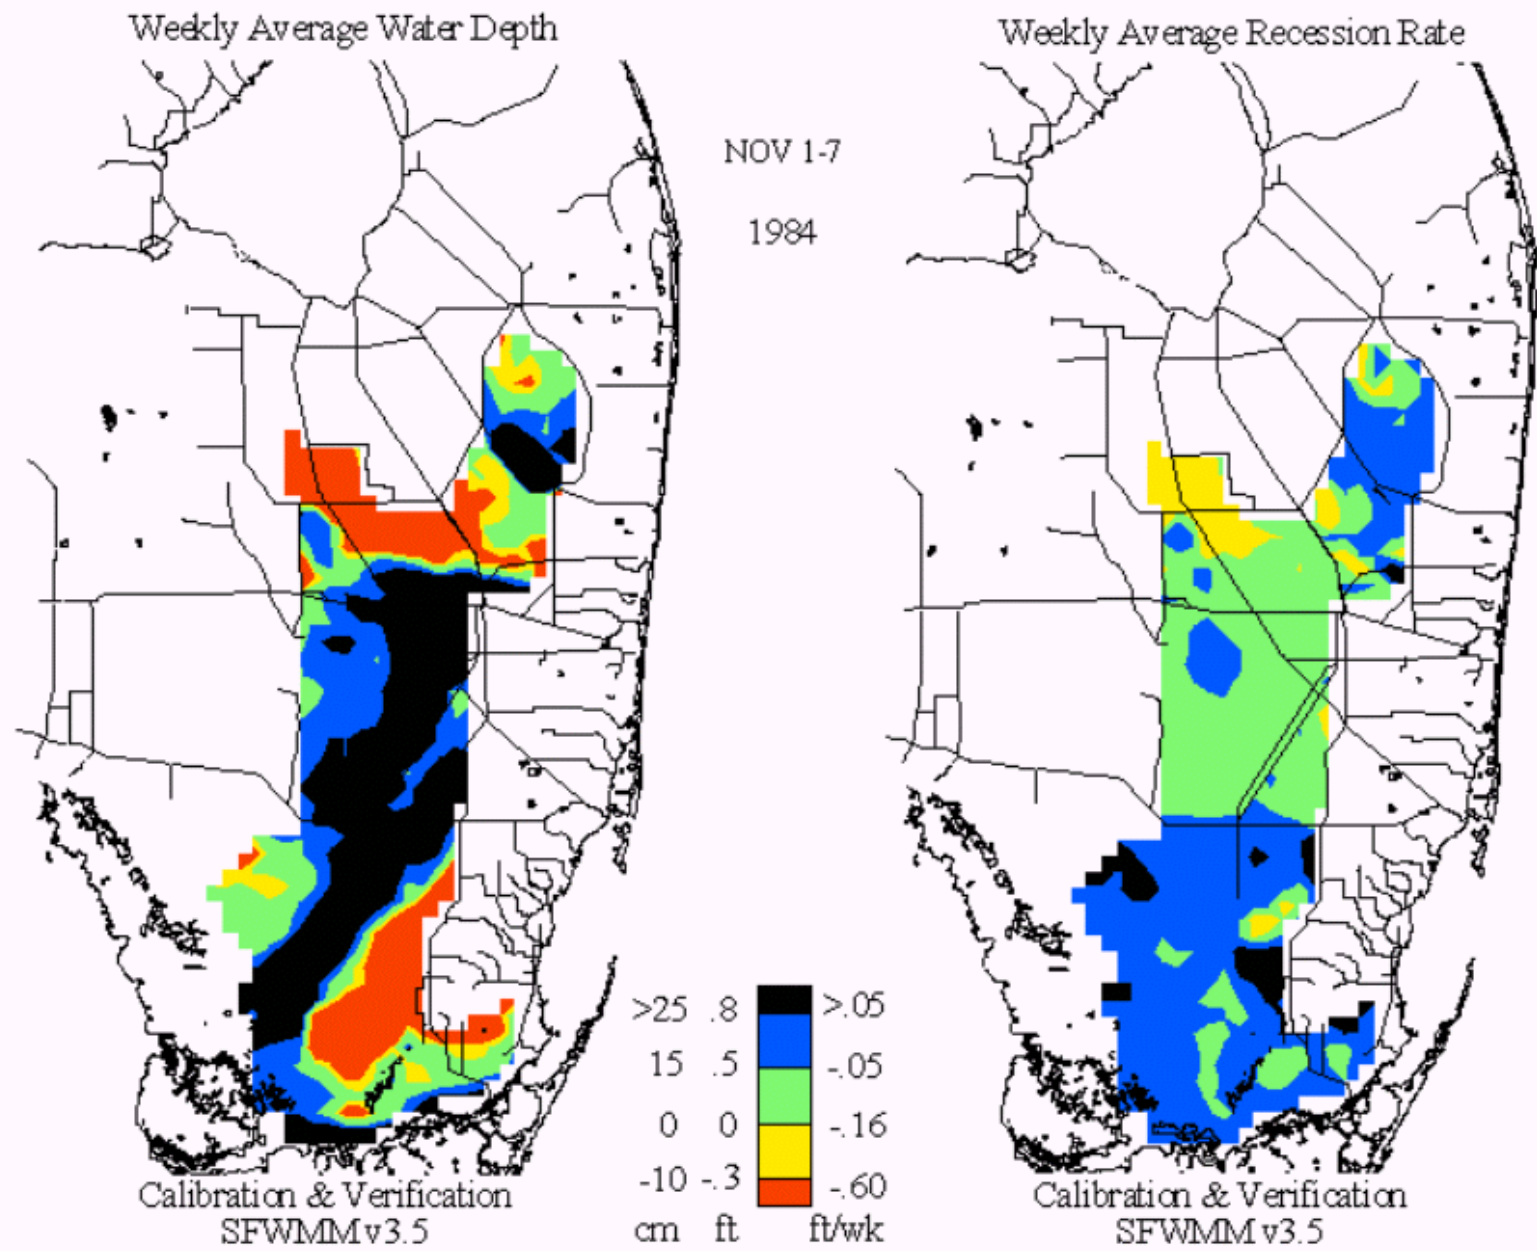 Weekly Average Water Depth
Weekly Average Recession Rate
NOV 1-7
1984
>25 .8 >.05
15 .5 -.05
0 0 -.16
-10 -.3 -.60
cm ft ft/wk
Calibration & Verification
SFWMM v3.5
Calibration & Verification
SFWMM v3.5